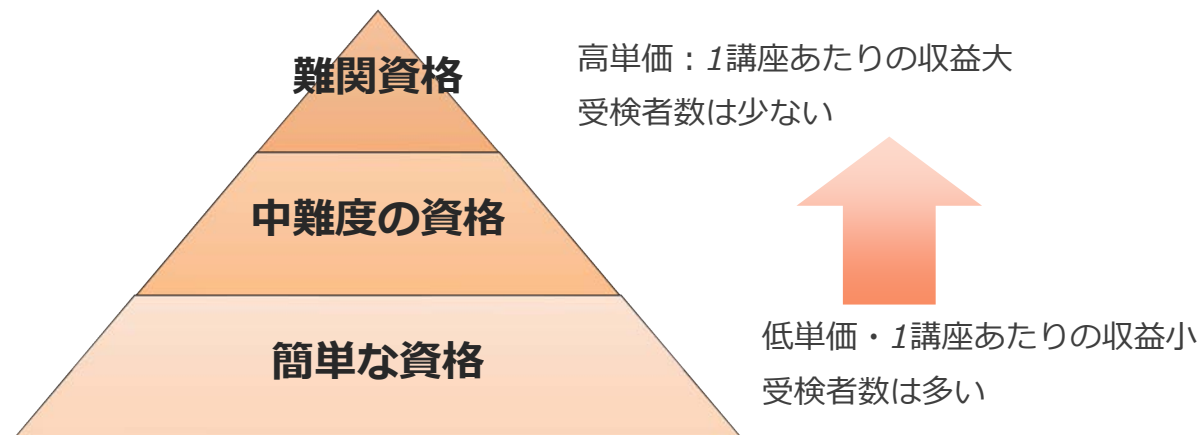 難関資格
高単価：1講座あたりの収益大
受検者数は少ない
中難度の資格
簡単な資格
低単価・1講座あたりの収益小
受検者数は多い